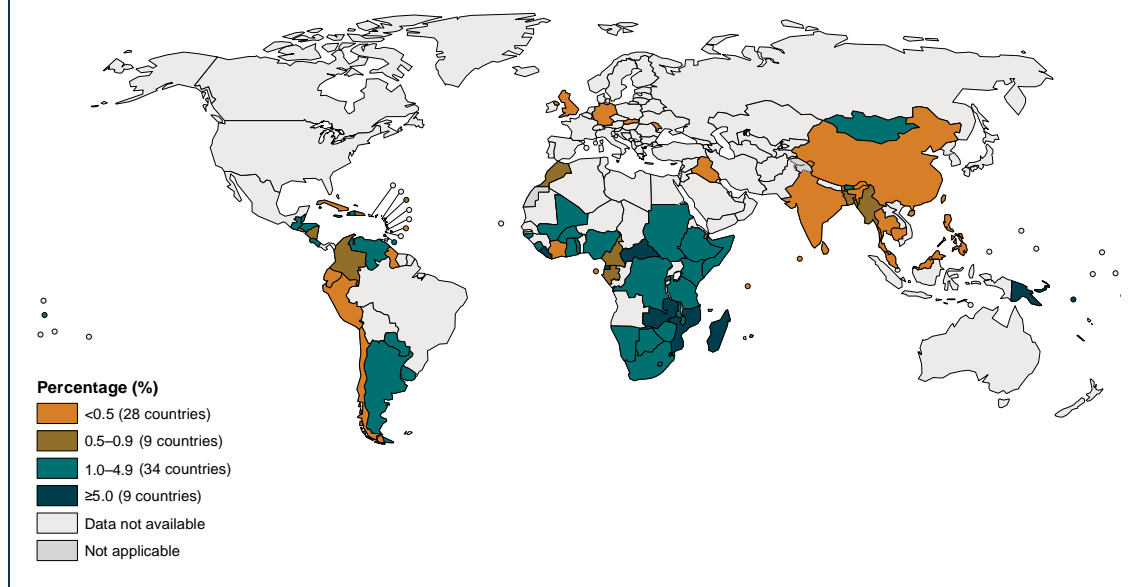 Percentage (%)
<0.5 (28 countries)
0.5–0.9 (9 countries)
1.0–4.9 (34 countries)
≥5.0 (9 countries)
Data not available
Not applicable